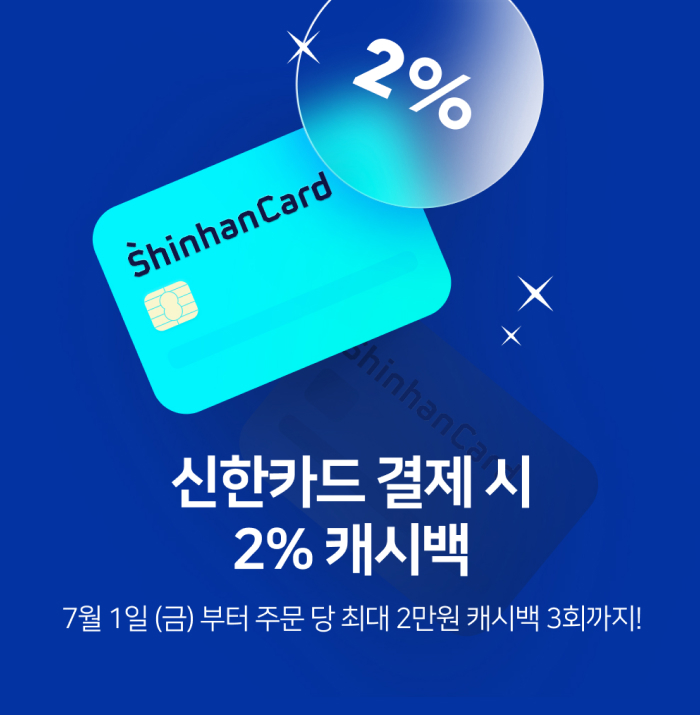 2%
ShinhanCard
ShinhanCard
신한카드 결제 시
2% 캐시백
7월 1일 (금) 부터 주문 당 최대 2만원 캐시백 3회까지!